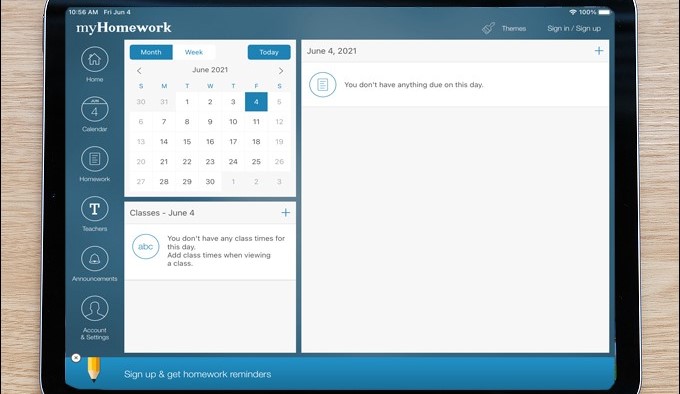 10:56 AM Fri Jun 4
100%
myHomework
Themes
Sign in / Sign up
Home
JUN
4
Calendar
Homework
T
Teachers
Announcements
Account
& Settings
Month Week Today
June 2021
S M T W T F S
30 31 1 2 3 4 5
6 7 8 9 10 11 12
13 14 15 16 17 18 19
20 21 22 23 24 25 26
27 28 29 30 1 2 3
Classes - June 4
abc
You don't have any class times for
this day.
Add class times when viewing
a class.
June 4, 2021
You don't have anything due on this day.
Sign up & get homework reminders